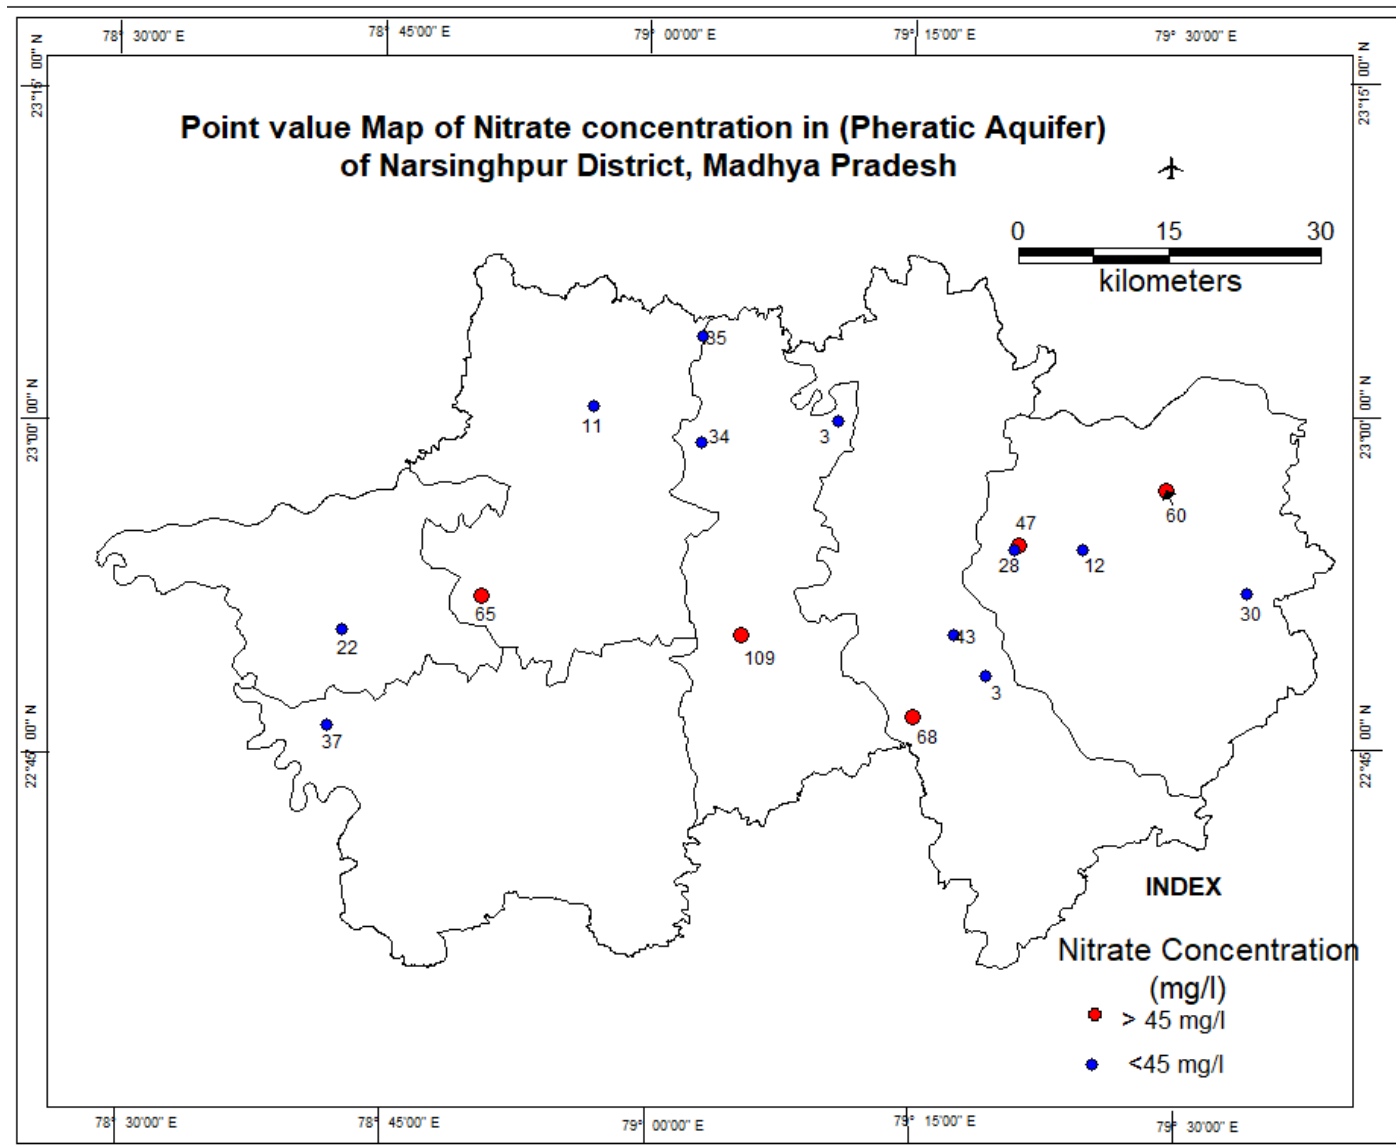 78° 30'00" E 78° 45'00" E 79° 00'00" E 79° 15'00" E 79° 30'00" E
23°15' 00" N
23°15' 00" N
Point value Map of Nitrate concentration in (Pheratic Aquifer)
of Narsinghpur District, Madhya Pradesh
0 15 30
kilometers
35
11
34
3
23°00' 00" N
23°00' 00" N
60
47
28
12
65
30
22
43
109
3
37
68
22°45' 00" N
22°45' 00" N
INDEX
Nitrate Concentration
(mg/l)
> 45 mg/l
<45 mg/l
78° 30'00" E 78° 45'00" E 79° 00'00" E 79° 15'00" E 79° 30'00" E